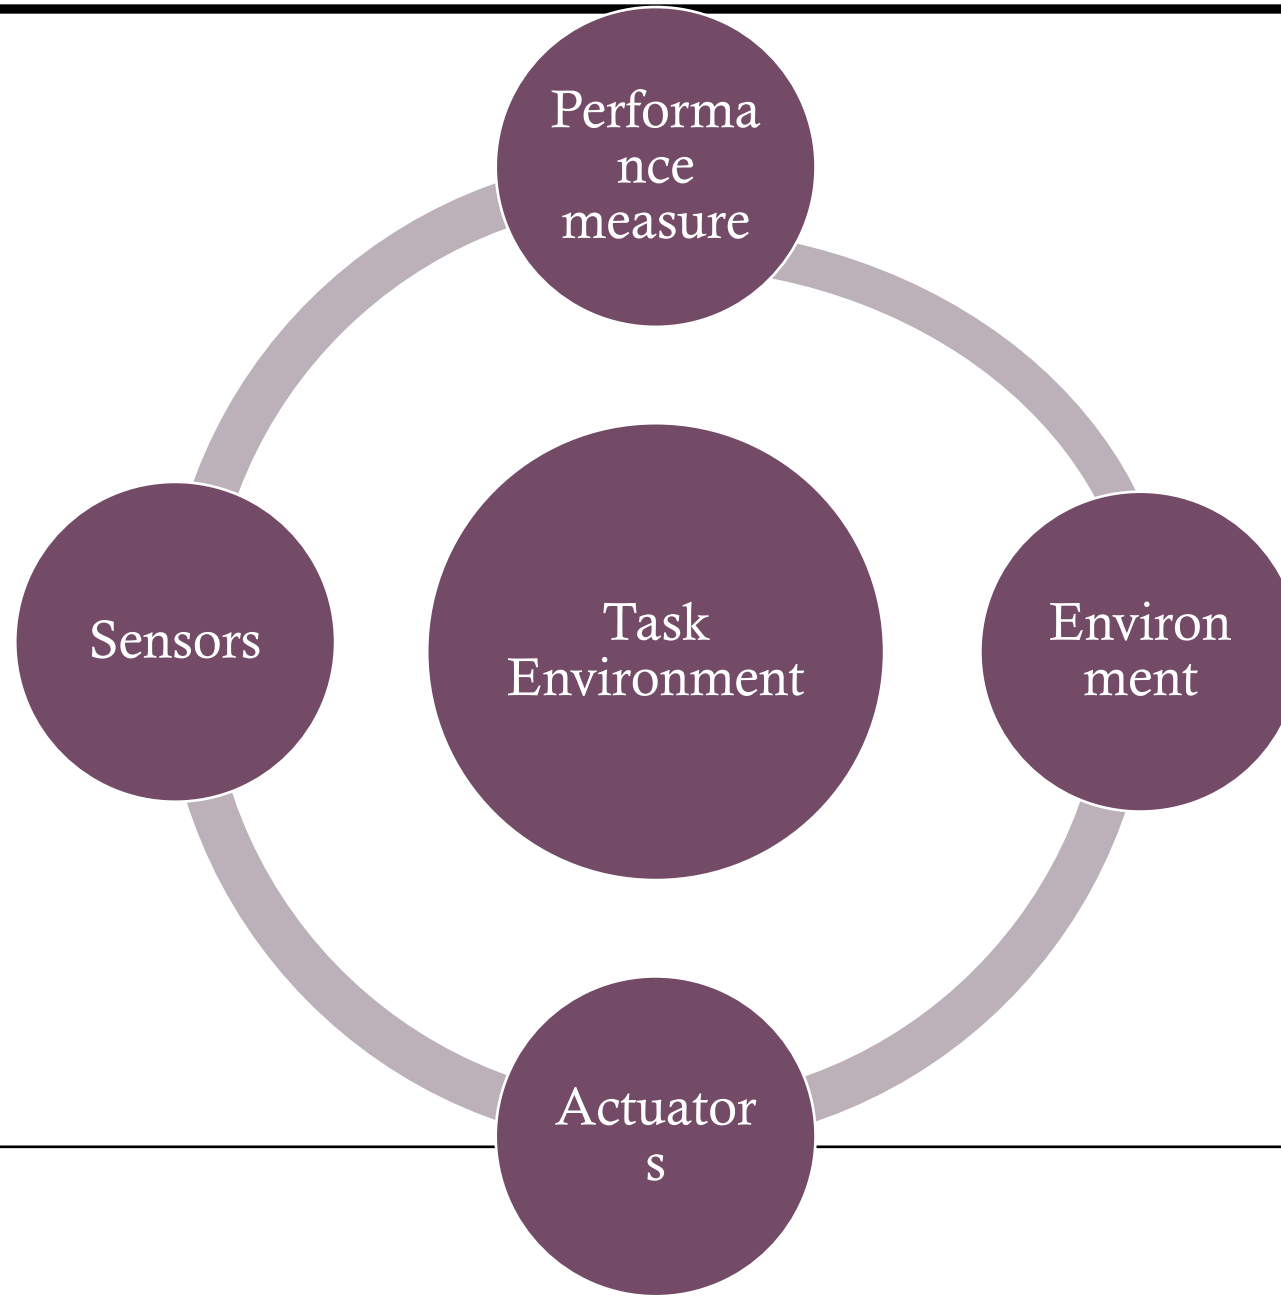 Performa
nce
measure
Sensors
Task
Environment
Environ
ment
Actuator
s